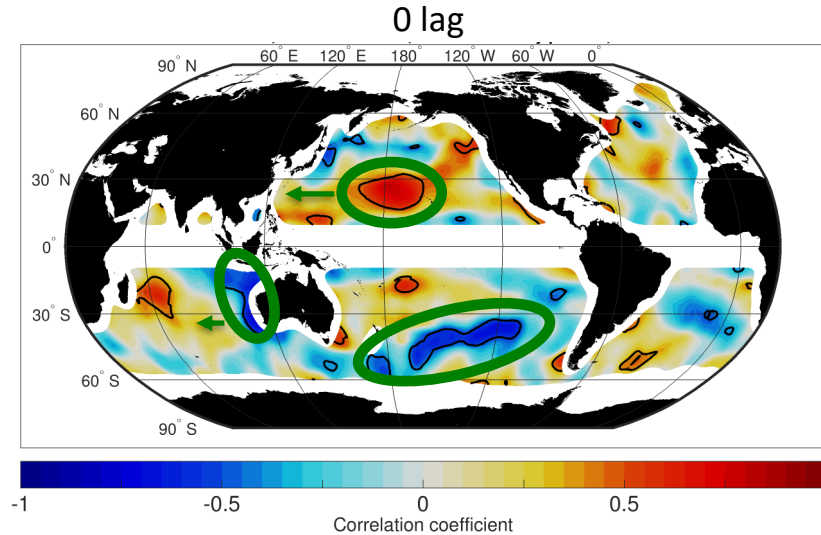 0 lag
60° E 120° E 180° 120° W 60° W 0°
90° N
60° N
30° N
0°
30° S
60° S
90° S
-1 -0.5 0 0.5
Correlation coefficient